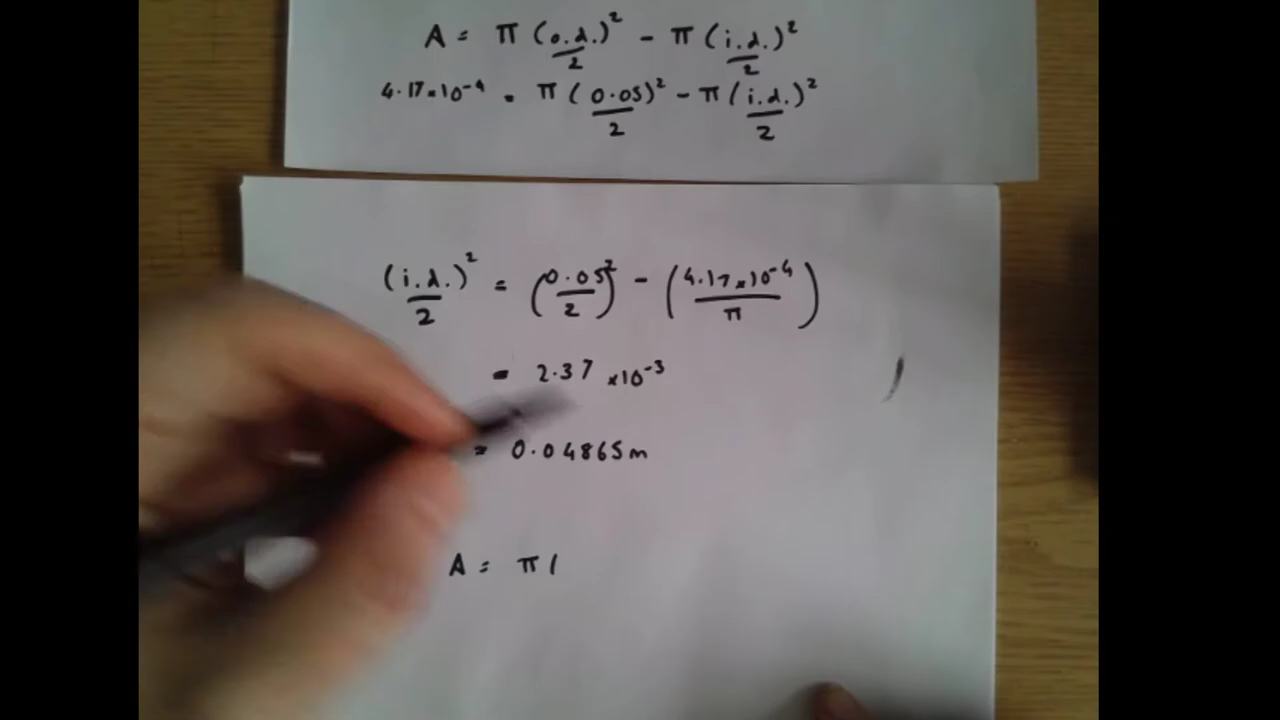 A = π (o.d./2)² - π (i.d./2)²
4.17×10⁻⁴ = π (0.05/2)² - π (i.d./2)²
(i.d./2)² = (0.05/2)² - (4.17×10⁻⁴/π)
= 2.37 ×10⁻³
= 0.04865m
A = π (